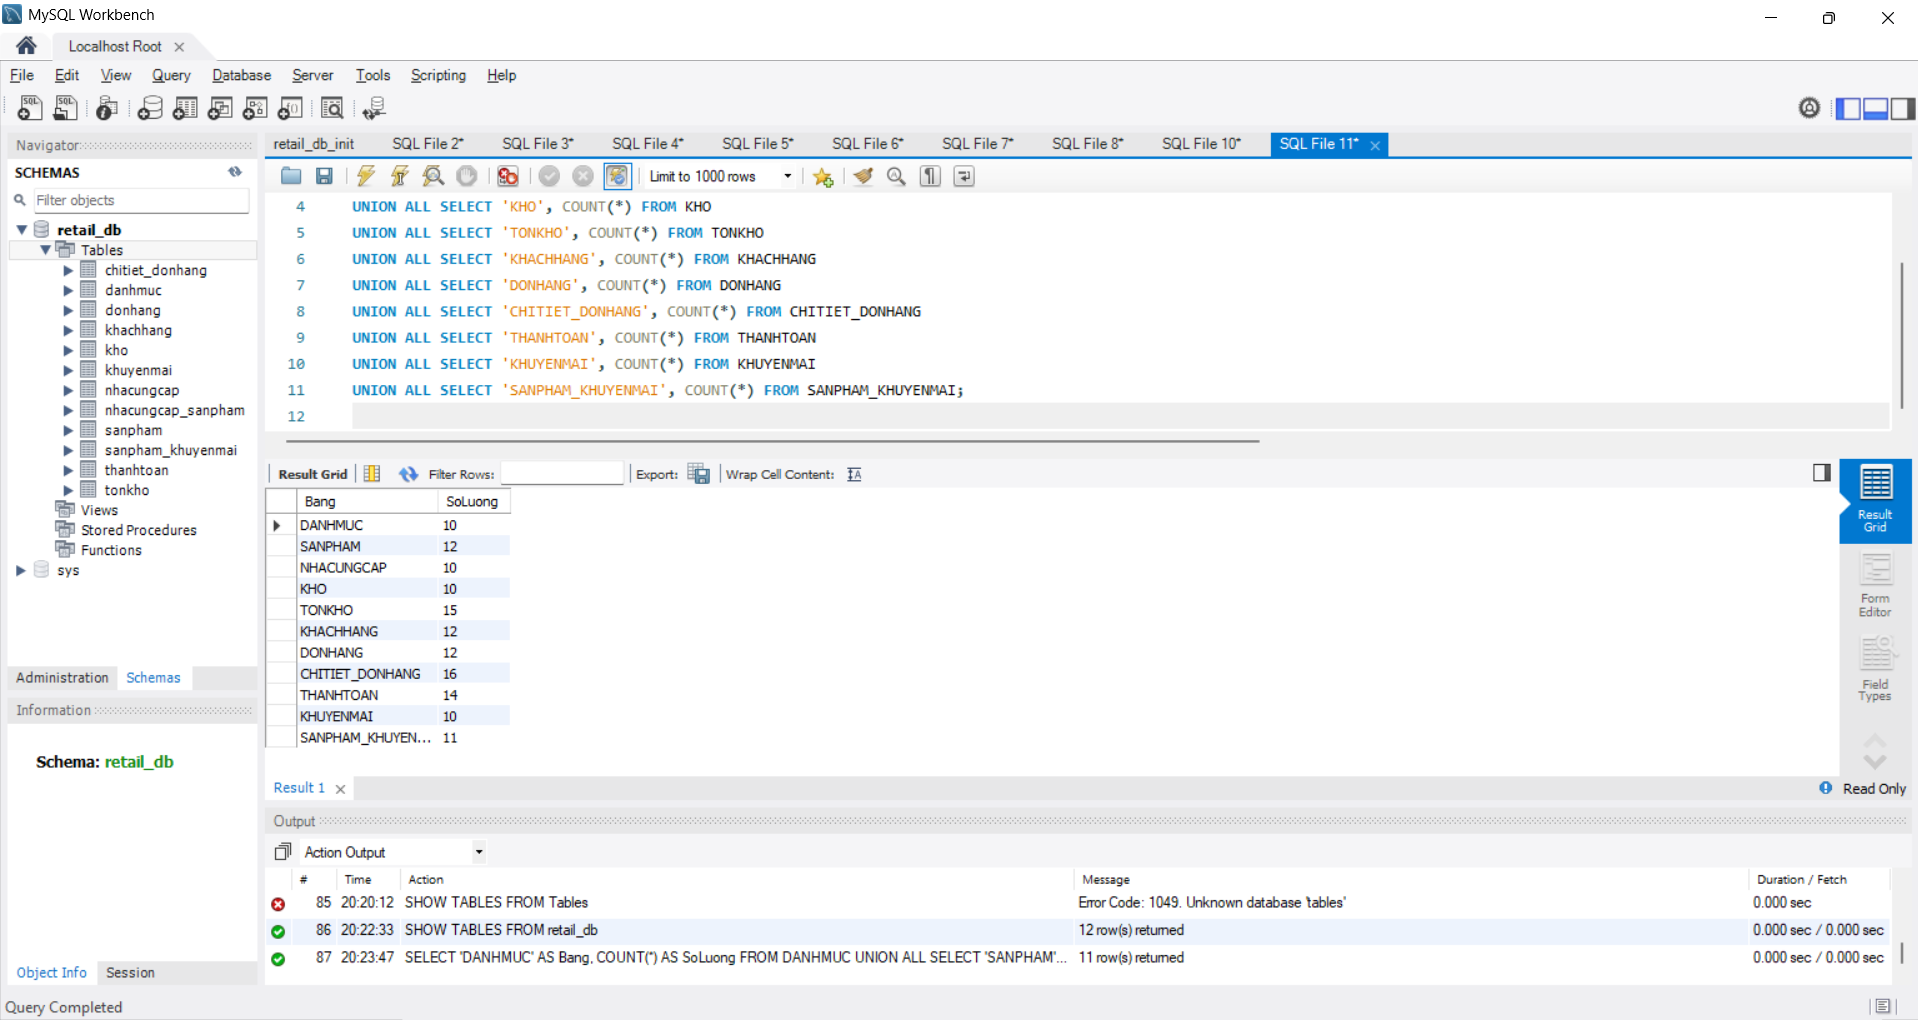 MySQL Workbench
Localhost Root
File Edit View Query Database Server Tools Scripting Help
Navigator
SCHEMAS
Filter objects
retail_db
Tables
chitiet_donhang
danhmuc
donhang
khachhang
kho
khuyenmai
nhacungcap
nhacungcap_sanpham
sanpham
sanpham_khuyenmai
thanhtoan
tonkho
Views
Stored Procedures
Functions
sys
Administration Schemas
Information
Schema: retail_db
Object Info Session
retail_db_init SQL File 2* SQL File 3* SQL File 4* SQL File 5* SQL File 6* SQL File 7* SQL File 8* SQL File 10* SQL File 11*
Limit to 1000 rows
4 UNION ALL SELECT 'KHO', COUNT(*) FROM KHO
5 UNION ALL SELECT 'TONKHO', COUNT(*) FROM TONKHO
6 UNION ALL SELECT 'KHACHHANG', COUNT(*) FROM KHACHHANG
7 UNION ALL SELECT 'DONHANG', COUNT(*) FROM DONHANG
8 UNION ALL SELECT 'CHITIET_DONHANG', COUNT(*) FROM CHITIET_DONHANG
9 UNION ALL SELECT 'THANHTOAN', COUNT(*) FROM THANHTOAN
10 UNION ALL SELECT 'KHUYENMAI', COUNT(*) FROM KHUYENMAI
11 UNION ALL SELECT 'SANPHAM_KHUYENMAI', COUNT(*) FROM SANPHAM_KHUYENMAI;
12
Result Grid Filter Rows: Export: Wrap Cell Content:
Bang SoLuong
DANHMUC 10
SANPHAM 12
NHACUNGCAP 10
KHO 10
TONKHO 15
KHACHHANG 12
DONHANG 12
CHITIET_DONHANG 16
THANHTOAN 14
KHUYENMAI 10
SANPHAM_KHUYEN... 11
Result
Grid
Form
Editor
Field
Types
Result 1
Read Only
Output
Action Output
# Time Action Message Duration / Fetch
85 20:20:12 SHOW TABLES FROM Tables Error Code: 1049. Unknown database 'tables' 0.000 sec
86 20:22:33 SHOW TABLES FROM retail_db 12 row(s) returned 0.000 sec / 0.000 sec
87 20:23:47 SELECT 'DANHMUC' AS Bang, COUNT(*) AS SoLuong FROM DANHMUC UNION ALL SELECT 'SANPHAM'... 11 row(s) returned 0.000 sec / 0.000 sec
Query Completed